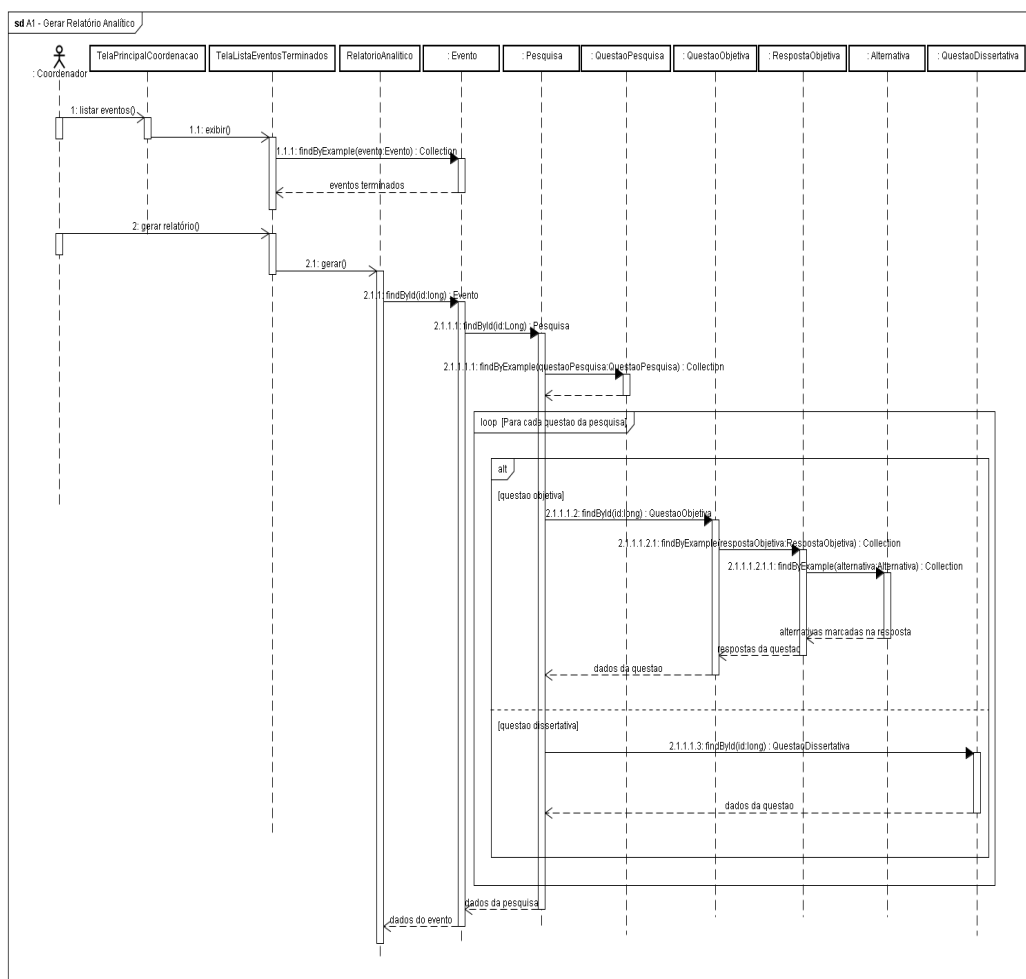 sd A1 - Gerar Relatório Analítico
: Coordenador
TelaPrincipalCoordenacao
TelaListaEventosTerminados
RelatorioAnalitico
: Evento
: Pesquisa
: QuestaoPesquisa
: QuestaoObjetiva
: RespostaObjetiva
: Alternativa
: QuestaoDissertativa
1: listar eventos()
1.1: exibir()
1.1.1: findByExample(evento:Evento) : Collection
eventos terminados
2: gerar relatório()
2.1: gerar()
2.1.1: findById(id:long) : Evento
2.1.1.1: findById(id:Long) : Pesquisa
2.1.1.1.1: findByExample(questaoPesquisa:QuestaoPesquisa) : Collection
loop [Para cada questao da pesquisa]
alt
[questao objetiva]
2.1.1.1.2: findById(id:long) : QuestaoObjetiva
2.1.1.1.2.1: findByExample(respostaObjetiva:RespostaObjetiva) : Collection
2.1.1.1.2.1.1: findByExample(alternativa:Alternativa) : Collection
alternativas marcadas na resposta
respostas da questao
dados da questao
[questao dissertativa]
2.1.1.1.3: findById(id:long) : QuestaoDissertativa
dados da questao
dados da pesquisa
dados do evento